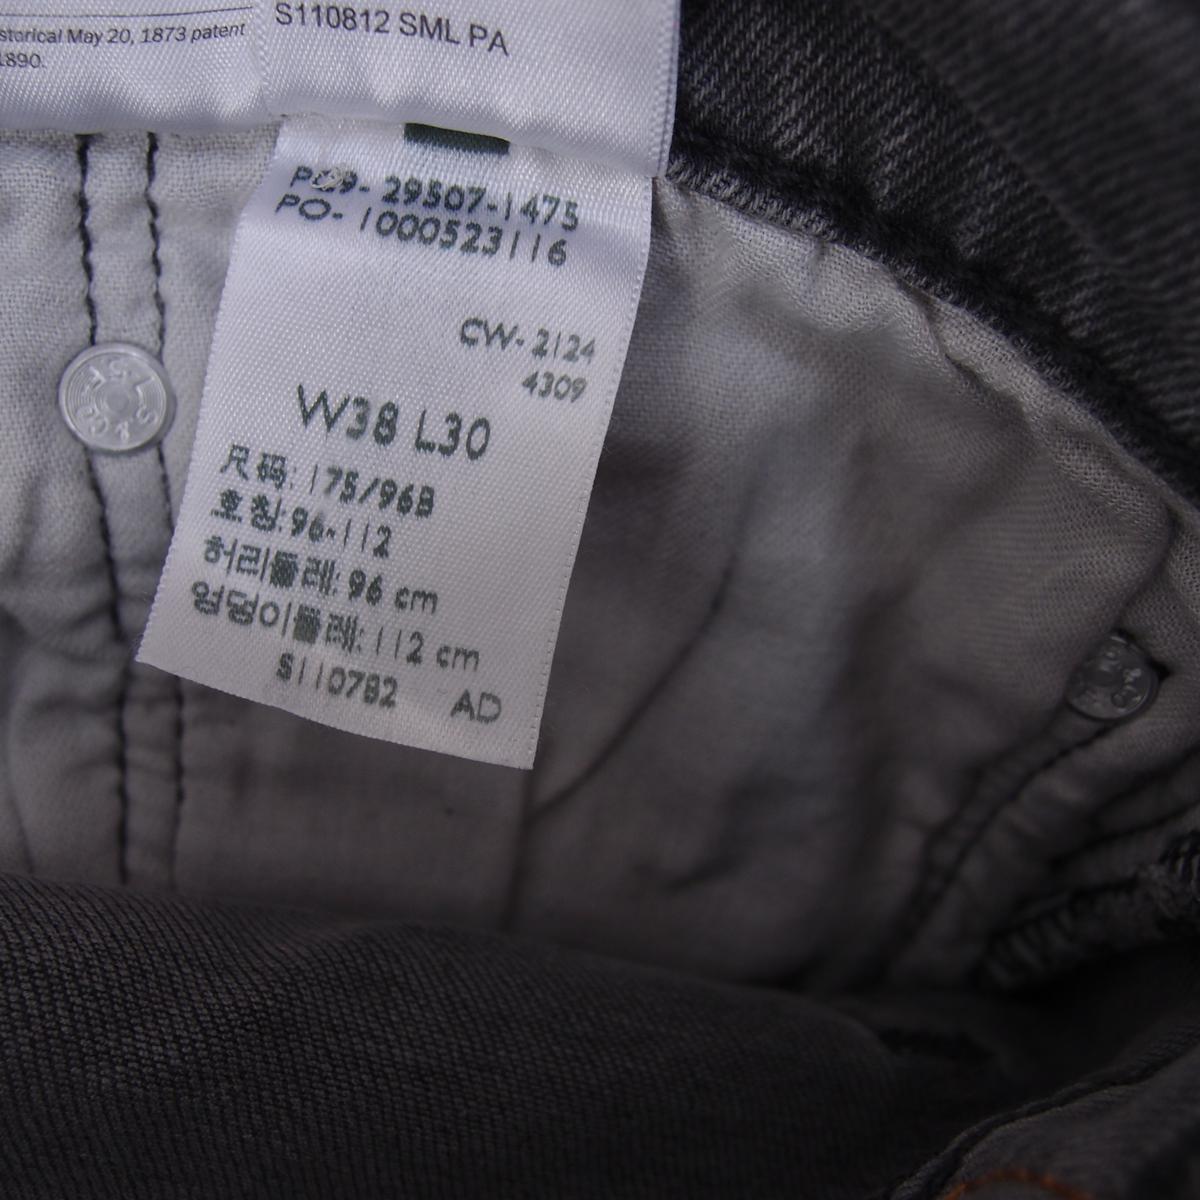 storical May 20, 1873 patent
1890.
S110812 SML PA
PC9- 29507-1475
PO- 1000523116
CW- 2124
4309
W38 L30
尺码: 175/96B
호칭: 96-112
허리둘레: 96 cm
엉덩이둘레: 112 cm
S110782 AD
L.S.
& CO
S.F.